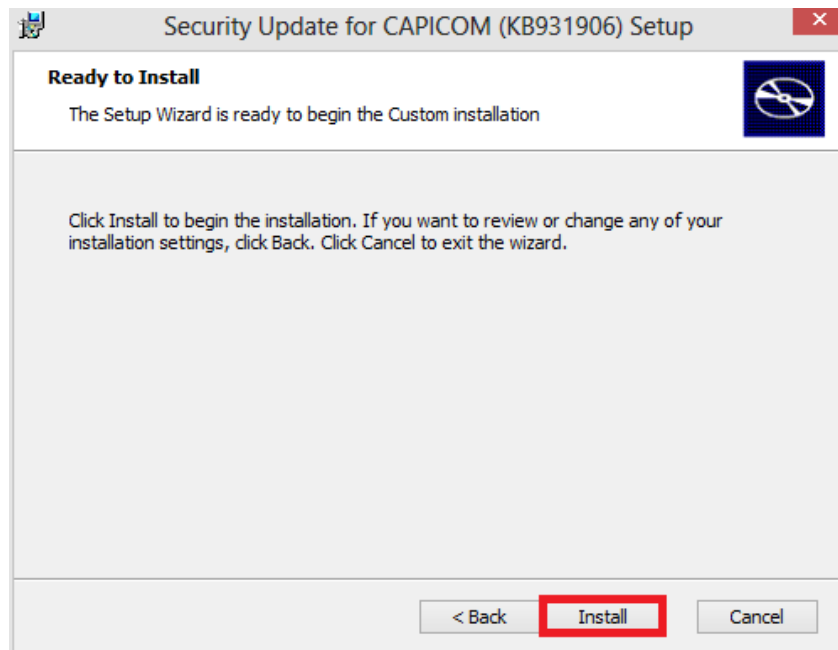 Security Update for CAPICOM (KB931906) Setup
Ready to Install
The Setup Wizard is ready to begin the Custom installation
Click Install to begin the installation. If you want to review or change any of your
installation settings, click Back. Click Cancel to exit the wizard.
< Back Install Cancel